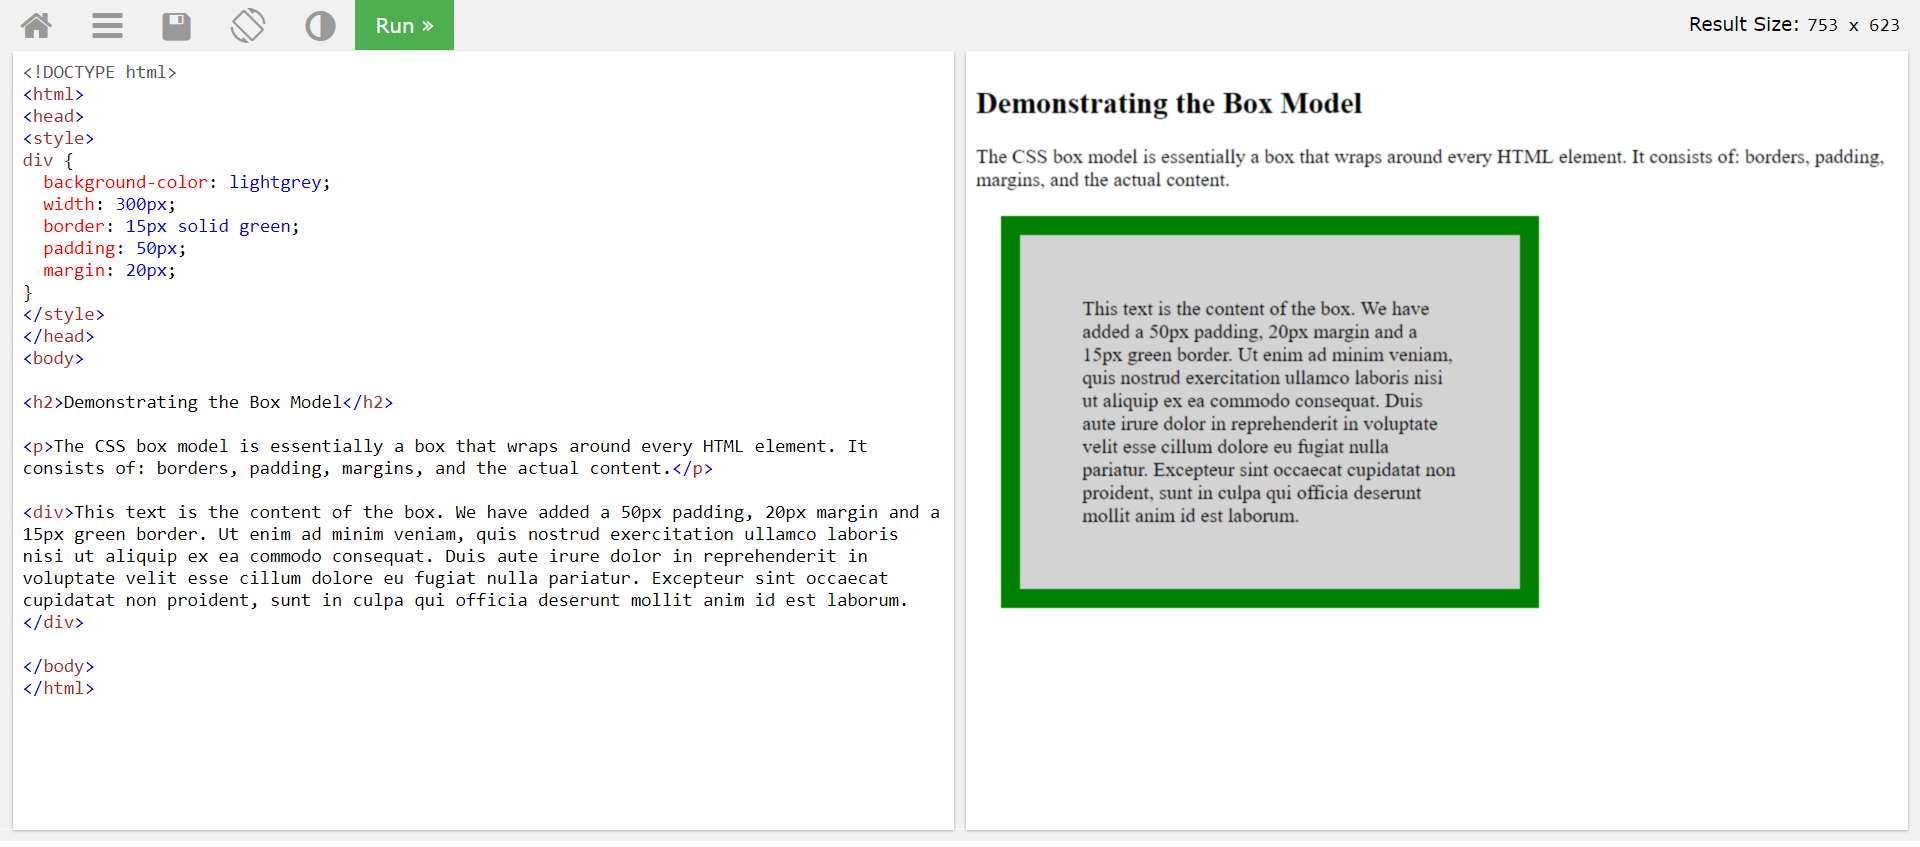 Run »
Result Size: 753 x 623
<!DOCTYPE html>
<html>
<head>
<style>
div {
  background-color: lightgrey;
  width: 300px;
  border: 15px solid green;
  padding: 50px;
  margin: 20px;
}
</style>
</head>
<body>
<h2>Demonstrating the Box Model</h2>
<p>The CSS box model is essentially a box that wraps around every HTML element. It
consists of: borders, padding, margins, and the actual content.</p>
<div>This text is the content of the box. We have added a 50px padding, 20px margin and a
15px green border. Ut enim ad minim veniam, quis nostrud exercitation ullamco laboris
nisi ut aliquip ex ea commodo consequat. Duis aute irure dolor in reprehenderit in
voluptate velit esse cillum dolore eu fugiat nulla pariatur. Excepteur sint occaecat
cupidatat non proident, sunt in culpa qui officia deserunt mollit anim id est laborum.
</div>
</body>
</html>
Demonstrating the Box Model
The CSS box model is essentially a box that wraps around every HTML element. It consists of: borders, padding,
margins, and the actual content.
This text is the content of the box. We have
added a 50px padding, 20px margin and a
15px green border. Ut enim ad minim veniam,
quis nostrud exercitation ullamco laboris nisi
ut aliquip ex ea commodo consequat. Duis
aute irure dolor in reprehenderit in voluptate
velit esse cillum dolore eu fugiat nulla
pariatur. Excepteur sint occaecat cupidatat non
proident, sunt in culpa qui officia deserunt
mollit anim id est laborum.